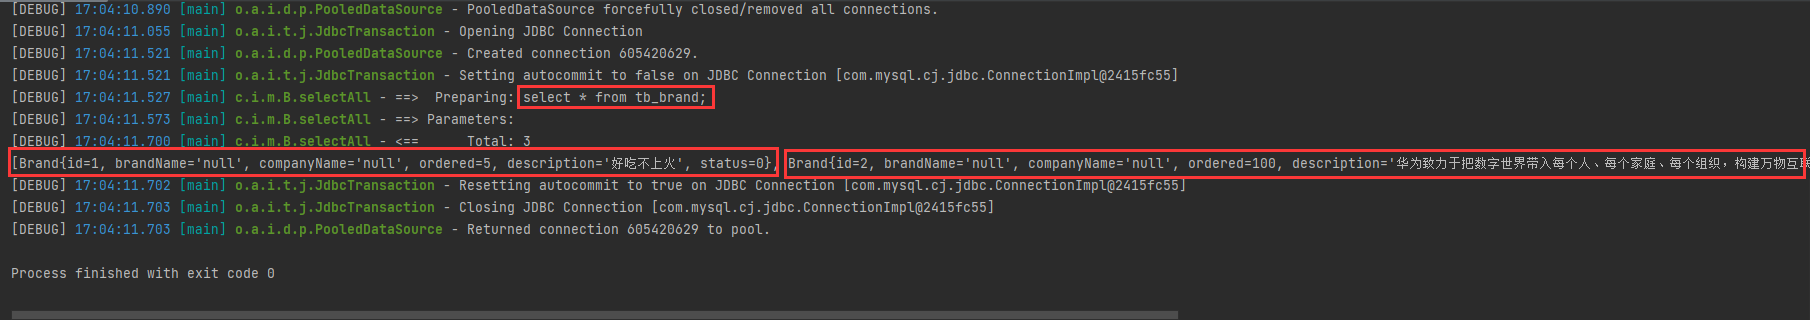 [DEBUG] 17:04:10.890 [main] o.a.i.d.p.PooledDataSource - PooledDataSource forcefully closed/removed all connections.
[DEBUG] 17:04:11.055 [main] o.a.i.t.j.JdbcTransaction - Opening JDBC Connection
[DEBUG] 17:04:11.521 [main] o.a.i.d.p.PooledDataSource - Created connection 605420629.
[DEBUG] 17:04:11.521 [main] o.a.i.t.j.JdbcTransaction - Setting autocommit to false on JDBC Connection [com.mysql.cj.jdbc.ConnectionImpl@2415fc55]
[DEBUG] 17:04:11.527 [main] c.i.m.B.selectAll - ==>  Preparing: select * from tb_brand;
[DEBUG] 17:04:11.573 [main] c.i.m.B.selectAll - ==> Parameters:
[DEBUG] 17:04:11.700 [main] c.i.m.B.selectAll - <==      Total: 3
[Brand{id=1, brandName='null', companyName='null', ordered=5, description='好吃不上火', status=0}, Brand{id=2, brandName='null', companyName='null', ordered=100, description='华为致力于把数字世界带入每个人、每个家庭、每个组织，构建万物互联
[DEBUG] 17:04:11.702 [main] o.a.i.t.j.JdbcTransaction - Resetting autocommit to true on JDBC Connection [com.mysql.cj.jdbc.ConnectionImpl@2415fc55]
[DEBUG] 17:04:11.703 [main] o.a.i.t.j.JdbcTransaction - Closing JDBC Connection [com.mysql.cj.jdbc.ConnectionImpl@2415fc55]
[DEBUG] 17:04:11.703 [main] o.a.i.d.p.PooledDataSource - Returned connection 605420629 to pool.
Process finished with exit code 0